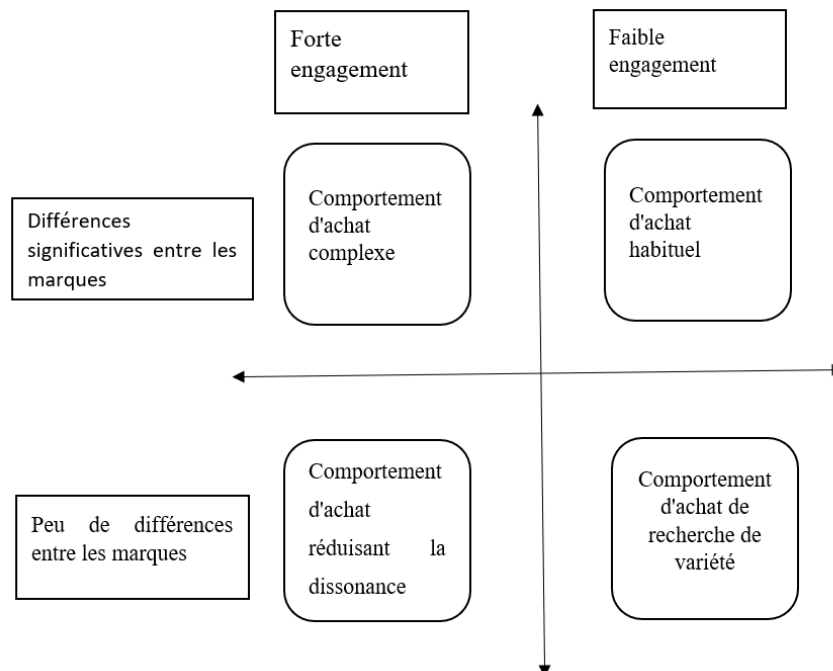 Forte
engagement
Faible
engagement
Différences
significatives entre les
marques
Comportement
d'achat
complexe
Comportement
d'achat
habituel
Peu de différences
entre les marques
Comportement
d'achat
réduisant la
dissonance
Comportement
d'achat de
recherche de
variété